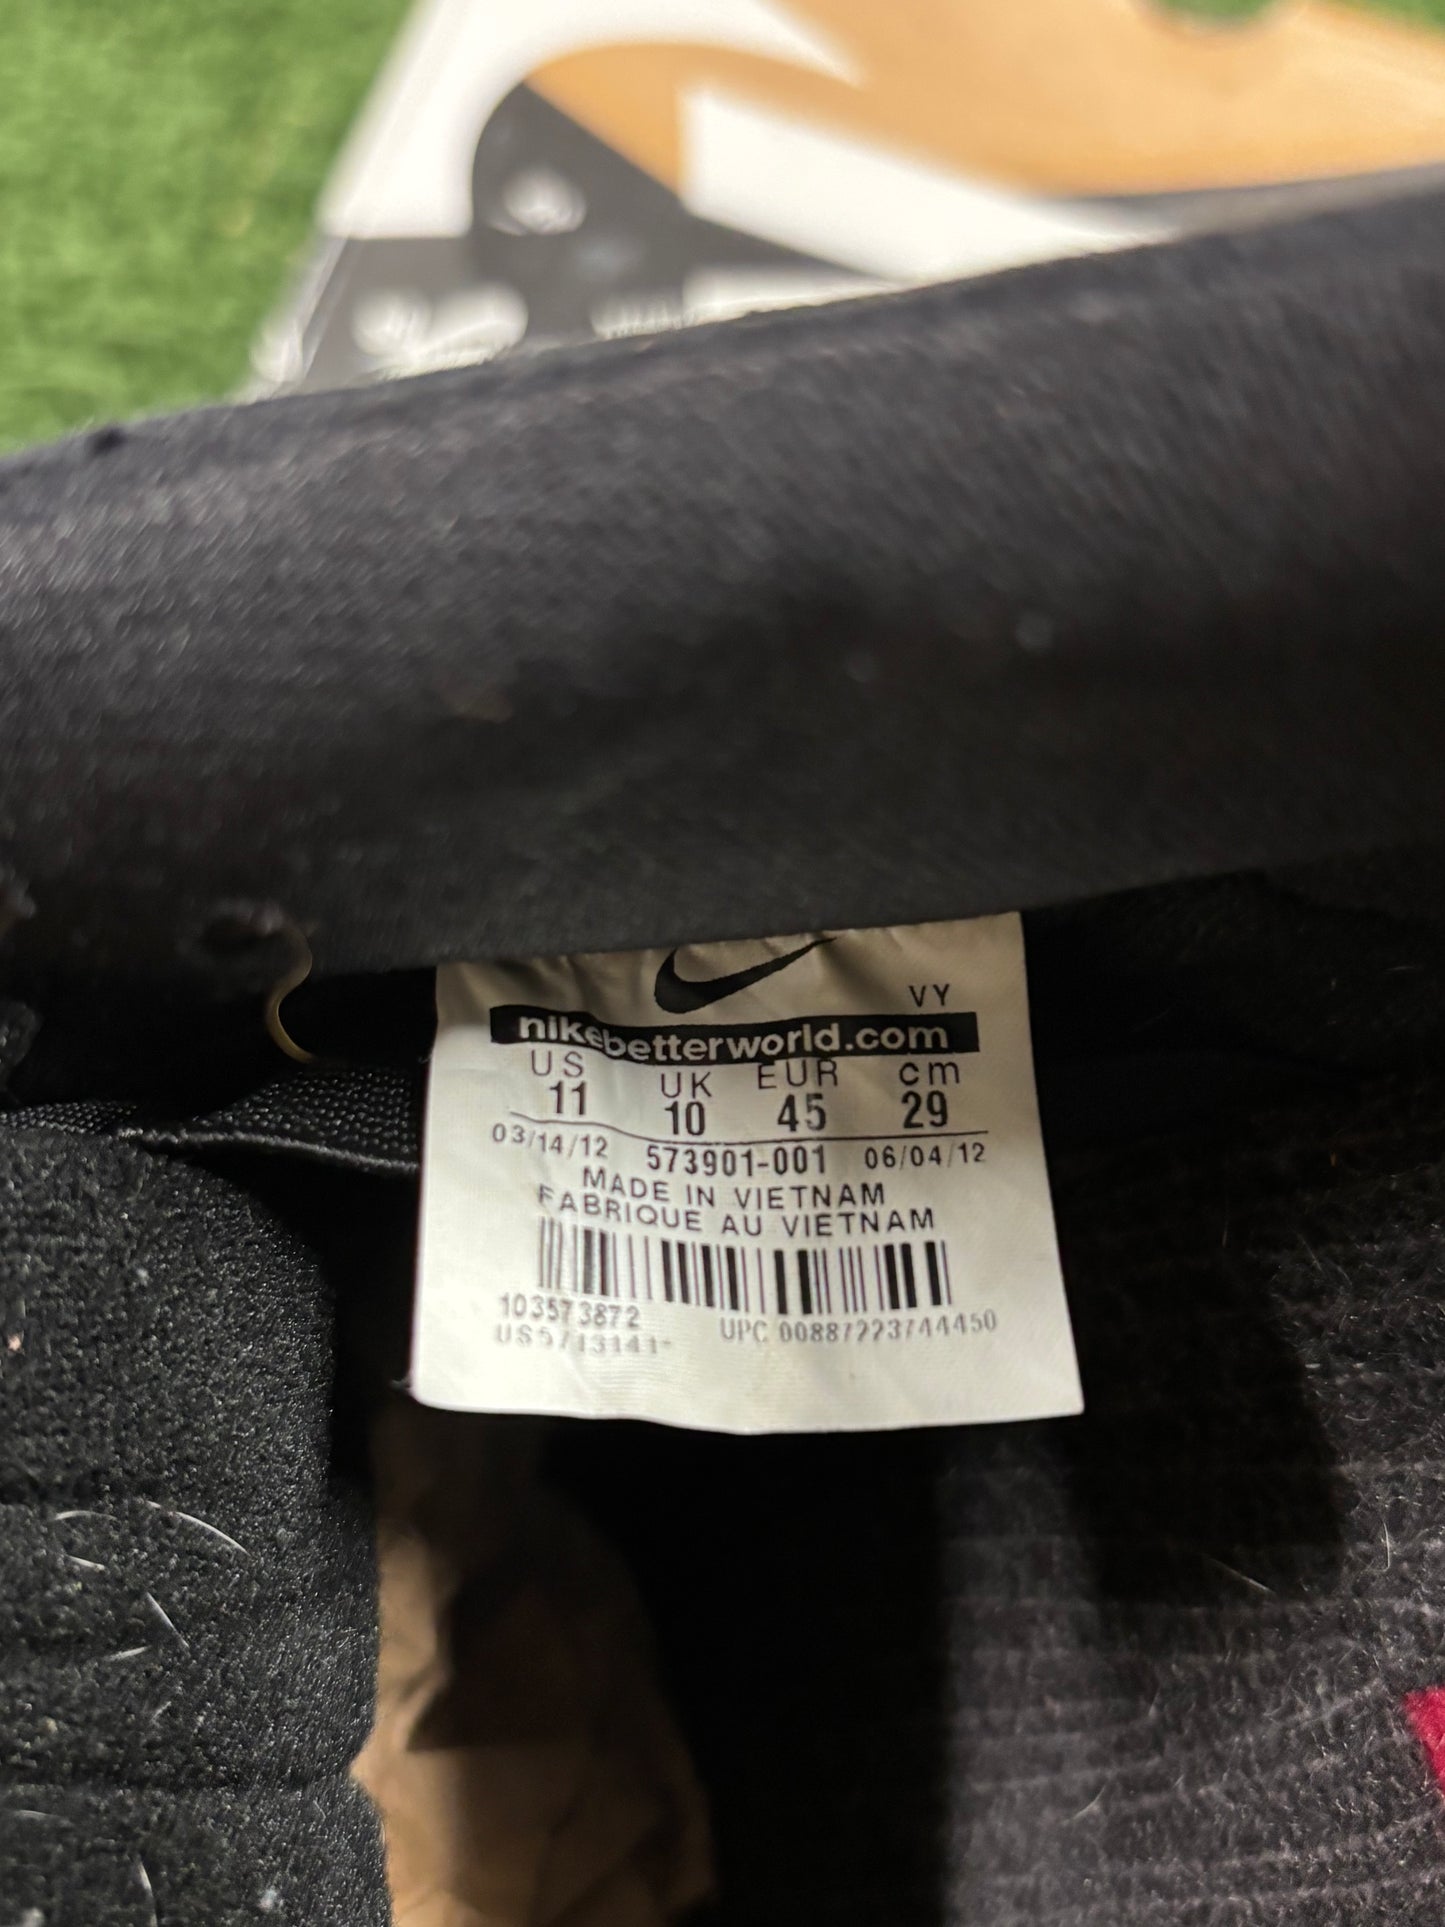 VY
nikebetterworld.com
US UK EUR cm
11 10 45 29
03/14/12 573901-001 06/04/12
MADE IN VIETNAM
FABRIQUE AU VIETNAM
103573872
UPC 00887223744450